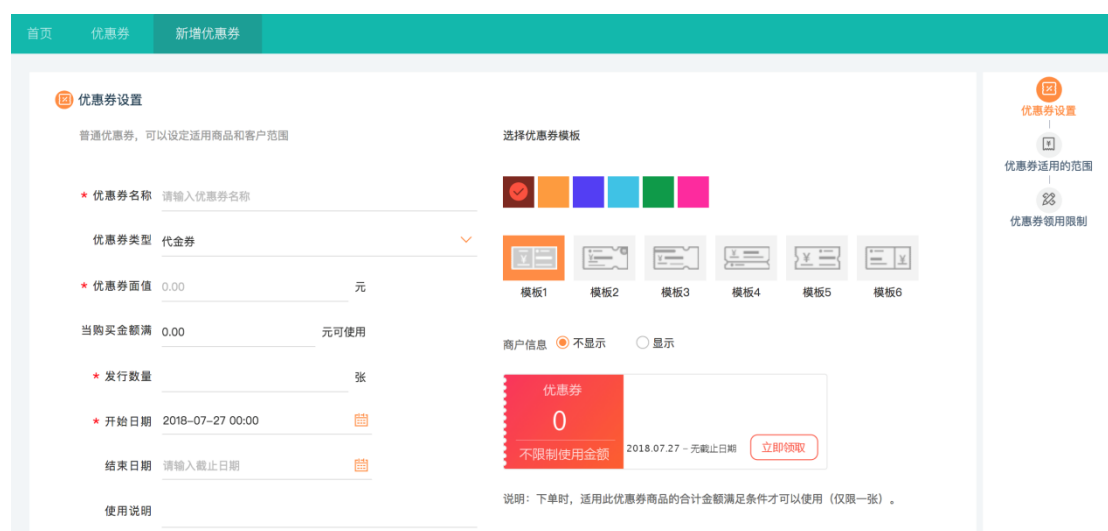 首页 优惠券 新增优惠券
优惠券设置
普通优惠券，可以设定适用商品和客户范围
* 优惠券名称 请输入优惠券名称
优惠券类型 代金券
* 优惠券面值 0.00 元
当购买金额满 0.00 元可使用
* 发行数量 张
* 开始日期 2018-07-27 00:00
结束日期 请输入截止日期
使用说明
选择优惠券模板
模板1 模板2 模板3 模板4 模板5 模板6
商户信息 不显示 显示
优惠券
0
不限制使用金额
2018.07.27 - 无截止日期 立即领取
说明：下单时，适用此优惠券商品的合计金额满足条件才可以使用（仅限一张）。
优惠券设置
优惠券适用的范围
优惠券领用限制